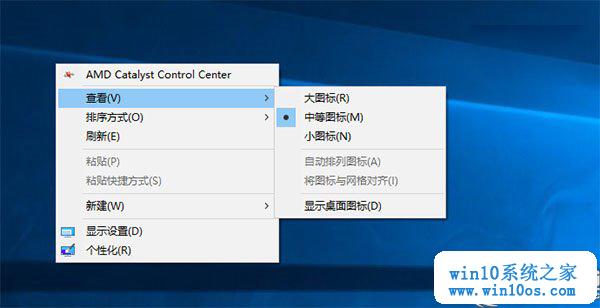 AMD Catalyst Control Center
查看(V)
排序方式(O)
刷新(E)
粘贴(P)
粘贴快捷方式(S)
新建(W)
显示设置(D)
个性化(R)
大图标(R)
中等图标(M)
小图标(N)
自动排列图标(A)
将图标与网格对齐(I)
显示桌面图标(D)
win10系统之家
www.win10os.com